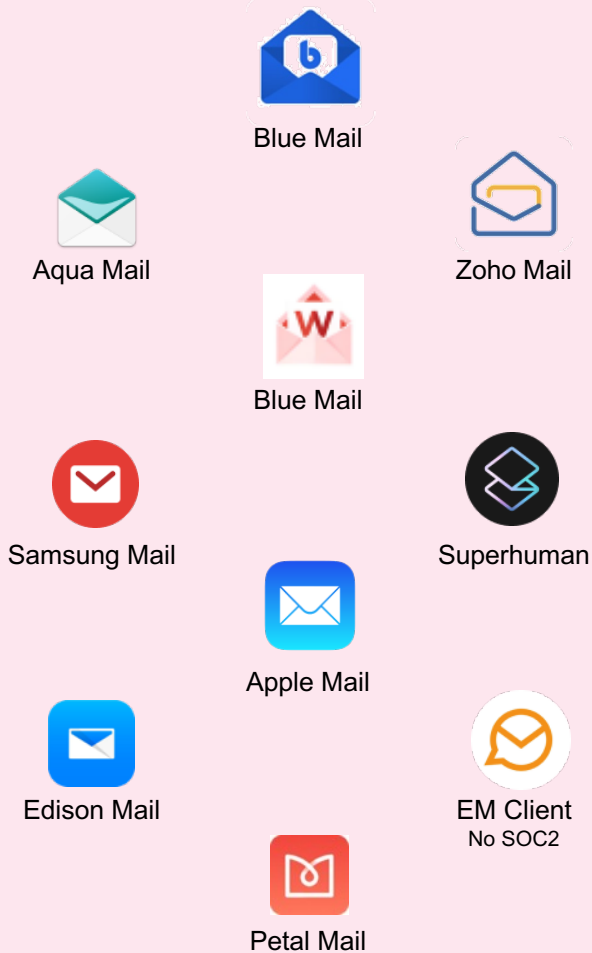 b
Blue Mail
Aqua Mail
Zoho Mail
W
Blue Mail
Samsung Mail
Superhuman
Apple Mail
Edison Mail
EM Client
No SOC2
Petal Mail